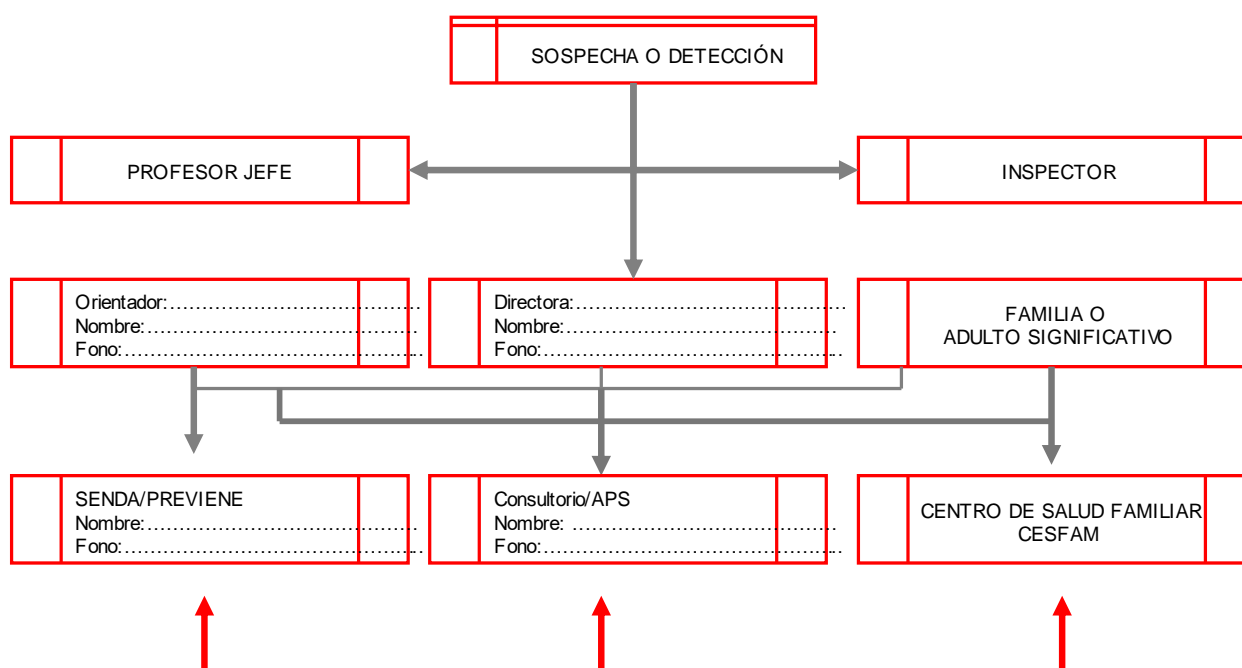 SOSPECHA O DETECCIÓN
PROFESOR JEFE
INSPECTOR
Orientador:.......................................
Nombre:..........................................
Fono:..............................................
Directora:.........................................
Nombre:..........................................
Fono:..............................................
FAMILIA O
ADULTO SIGNIFICATIVO
SENDA/PREVIENE
Nombre:..........................................
Fono:..............................................
Consultorio/APS
Nombre: .........................................
Fono:..............................................
CENTRO DE SALUD FAMILIAR
CESFAM